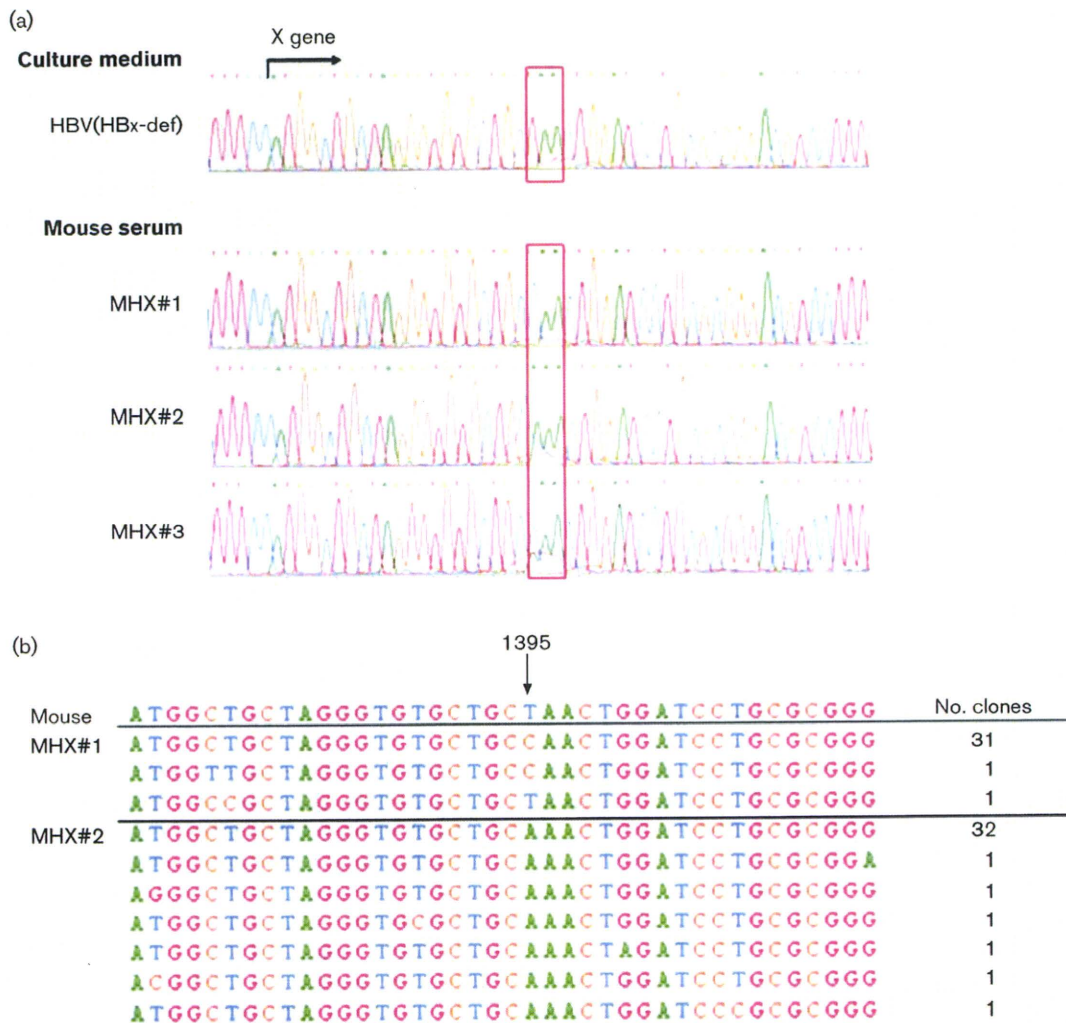 (a)
X gene
Culture medium
HBV(HBx-def)
Mouse serum
MHX#1
MHX#2
MHX#3
(b)
1395
Mouse ATGGCTGCTAGGGTGTGCTGCTAACTGGATCCTGCGCGGG No. clones
MHX#1 ATGGCTGCTAGGGTGTGCTGCCAACTGGATCCTGCGCGGG 31
ATGGTTGCTAGGGTGTGCTGCCAACTGGATCCTGCGCGGG 1
ATGGCCGCTAGGGTGTGCTGCTAACTGGATCCTGCGCGGG 1
MHX#2 ATGGCTGCTAGGGTGTGCTGCAAACTGGATCCTGCGCGGG 32
ATGGCTGCTAGGGTGTGCTGCAAACTGGATCCTGCGCGGA 1
AGGGCTGCTAGGGTGTGCTGCAAACTGGATCCTGCGCGGG 1
ATGGCTGCTAGGGTGCGCTGCAAACTGGATCCTGCGCGGG 1
ATGGCTGCTAGGGTGTGCTGCAAACTAGATCCTGCGCGGG 1
ACGGCTGCTAGGGTGTGCTGCAAACTGGATCCTGCGCGGG 1
ATGGCTGCTAGGGTGTGCTGCAAACTGGATCCCGCGCGGG 1